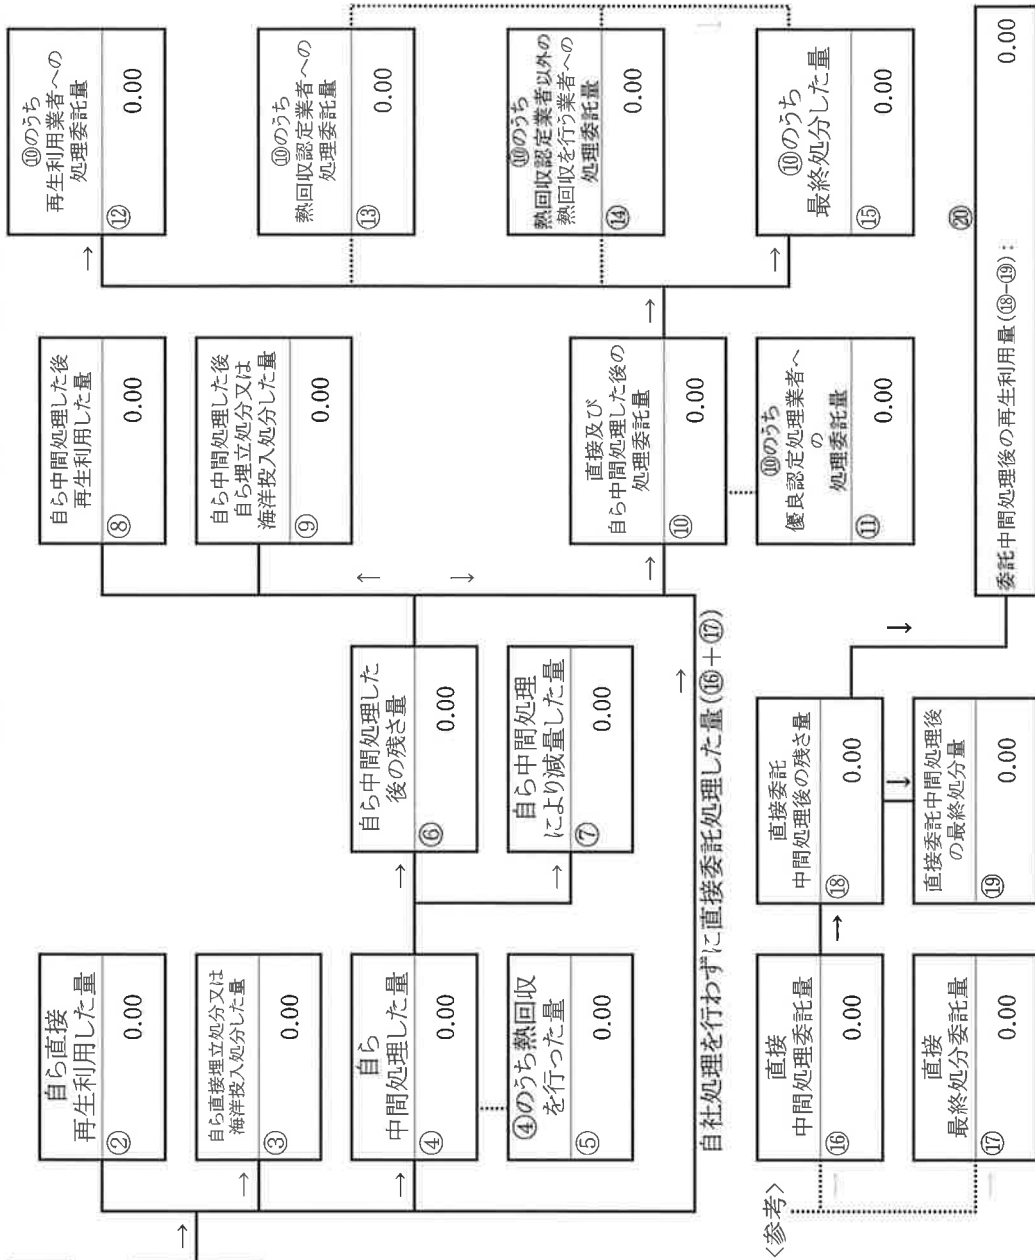 自ら直接
再生利用した量
② 0.00
自ら直接埋立処分又は
海洋投入処分した量
③ 0.00
自ら
中間処理した量
④ 0.00
④のうち熱回収
を行った量
⑤ 0.00
自ら中間処理した
後の残さ量
⑥ 0.00
自ら中間処理
により減量した量
⑦ 0.00
自ら中間処理した後
再生利用した量
⑧ 0.00
自ら中間処理した後
自ら埋立処分又は
海洋投入処分した量
⑨ 0.00
直接及び
自ら中間処理した後の
処理委託量
⑩ 0.00
⑩のうち
優良認定処理業者へ
の
処理委託量
⑪ 0.00
⑩のうち
再生利用業者への
処理委託量
⑫ 0.00
⑩のうち
熱回収認定業者への
処理委託量
⑬ 0.00
⑩のうち
熱回収認定業者以外の
熱回収を行う業者への
処理委託量
⑭ 0.00
⑩のうち
最終処分した量
⑮ 0.00
自社処理を行わずに直接委託処理した量(⑯+⑰)
<参考>
直接
中間処理委託量
⑯ 0.00
直接
最終処分委託量
⑰ 0.00
直接委託
中間処理後の残さ量
⑱ 0.00
直接委託中間処理後
の最終処分量
⑲ 0.00
⑳
委託中間処理後の再生利用量(⑱-⑲): 0.00